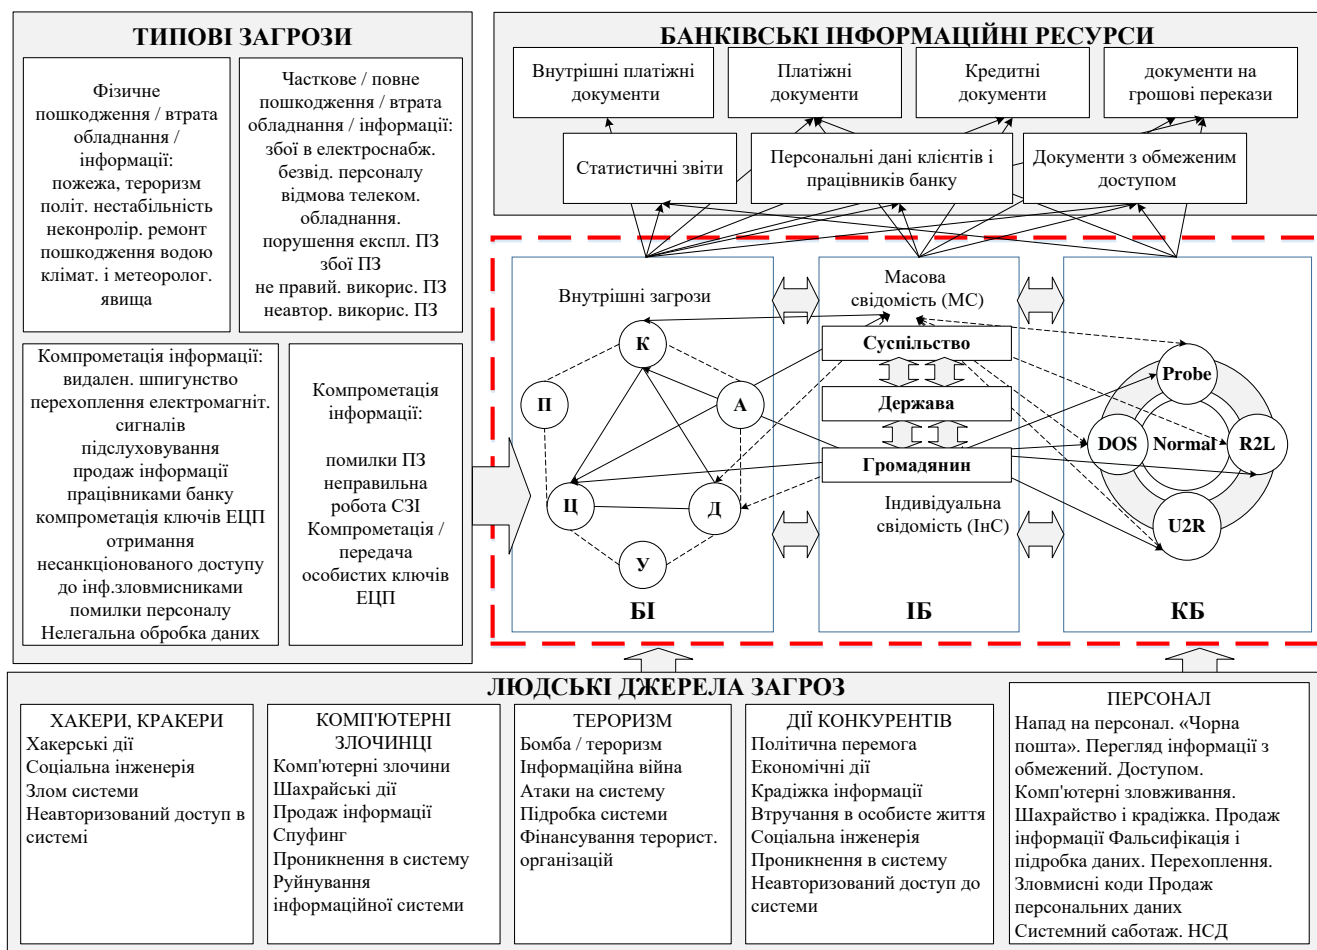 ТИПОВІ ЗАГРОЗИ
Фізичне
пошкодження / втрата
обладнання /
інформації:
пожежа, тероризм
політ. нестабільність
неконролір. ремонт
пошкодження водою
клімат. і метеоролог.
явища
Часткове / повне
пошкодження / втрата
обладнання / інформації:
збої в електроснабж.
безвід. персоналу
відмова телеком.
обладнання.
порушення експл. ПЗ
збої ПЗ
не правий. викорис. ПЗ
неавтор. викорис. ПЗ
Компрометація інформації:
видален. шпигунство
перехоплення електромагніт.
сигналів
підслуховування
продаж інформації
працівниками банку
компрометація ключів ЕЦП
отримання
несанкціонованого доступу
до інф.зловмисниками
помилки персоналу
Нелегальна обробка даних
Компрометація
інформації:
помилки ПЗ
неправильна
робота СЗІ
Компрометація /
передача
особистих ключів
ЕЦП
БАНКІВСЬКІ ІНФОРМАЦІЙНІ РЕСУРСИ
Внутрішні платіжні
документи
Платіжні
документи
Кредитні
документи
документи на
грошові перекази
Статистичні звіти
Персональні дані клієнтів і
працівників банку
Документи з обмеженим
доступом
Внутрішні загрози
К
П
А
Ц
Д
У
БІ
Масова
свідомість (МС)
Суспільство
Держава
Громадянин
Індивідуальна
свідомість (ІнС)
ІБ
Probe
DOS
Normal
R2L
U2R
КБ
ЛЮДСЬКІ ДЖЕРЕЛА ЗАГРОЗ
ХАКЕРИ, КРАКЕРИ
Хакерські дії
Соціальна інженерія
Злом системи
Неавторизований доступ в
системі
КОМП'ЮТЕРНІ
ЗЛОЧИНЦІ
Комп'ютерні злочини
Шахрайські дії
Продаж інформації
Спуфинг
Проникнення в систему
Руйнування
інформаційної системи
ТЕРОРИЗМ
Бомба / тероризм
Інформаційна війна
Атаки на систему
Підробка системи
Фінансування терорист.
організацій
ДІЇ КОНКУРЕНТІВ
Політична перемога
Економічні дії
Крадіжка інформації
Втручання в особисте життя
Соціальна інженерія
Проникнення в систему
Неавторизований доступ до
системи
ПЕРСОНАЛ
Напад на персонал. «Чорна
пошта». Перегляд інформації з
обмежений. Доступом.
Комп'ютерні зловживання.
Шахрайство і крадіжка. Продаж
інформації Фальсифікація і
підробка даних. Перехоплення.
Зловмисні коди Продаж
персональних даних
Системний саботаж. НСД